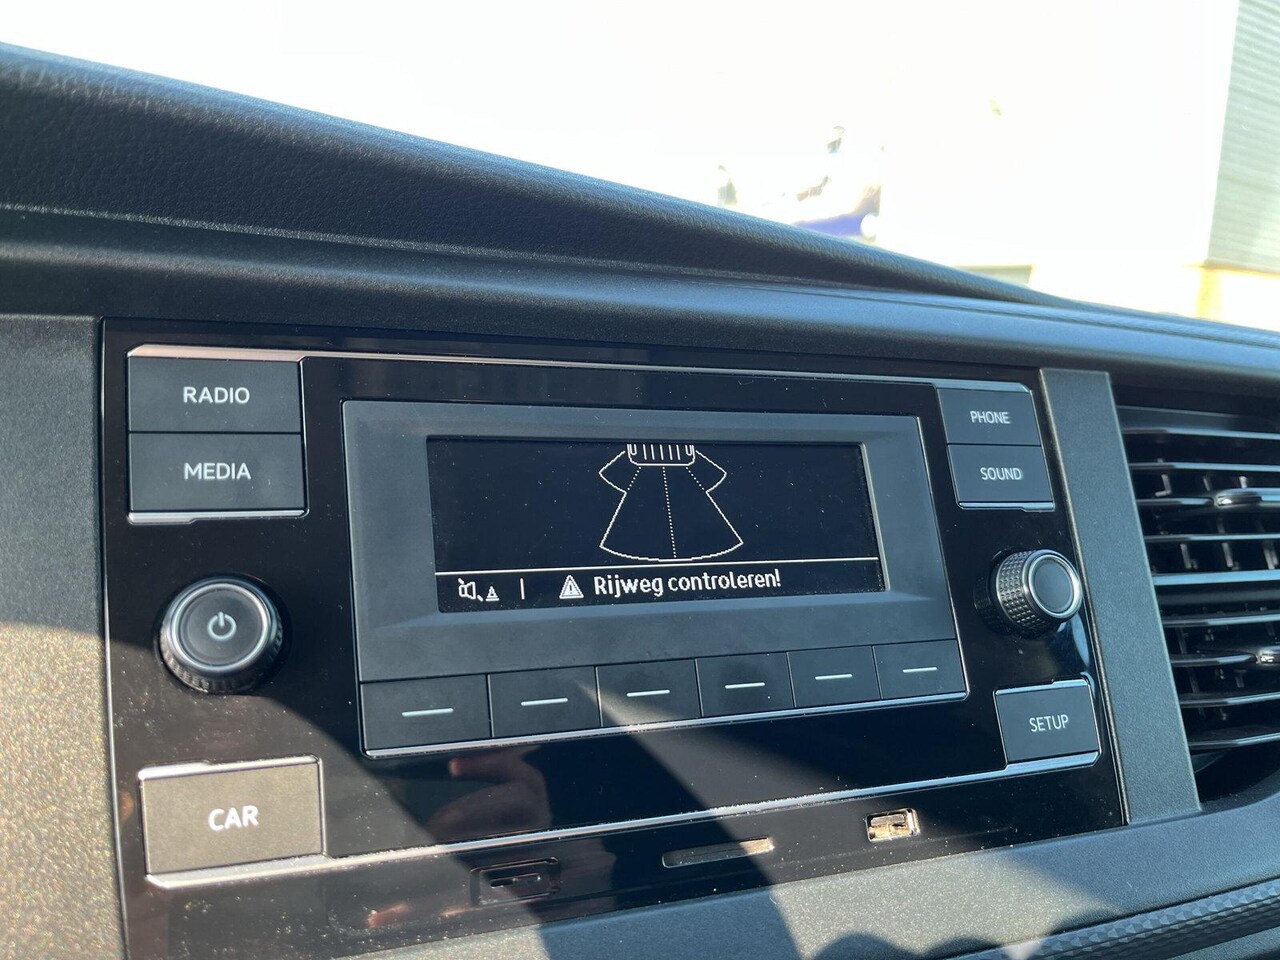 RADIO
MEDIA
PHONE
SOUND
Rijweg controleren!
SETUP
CAR